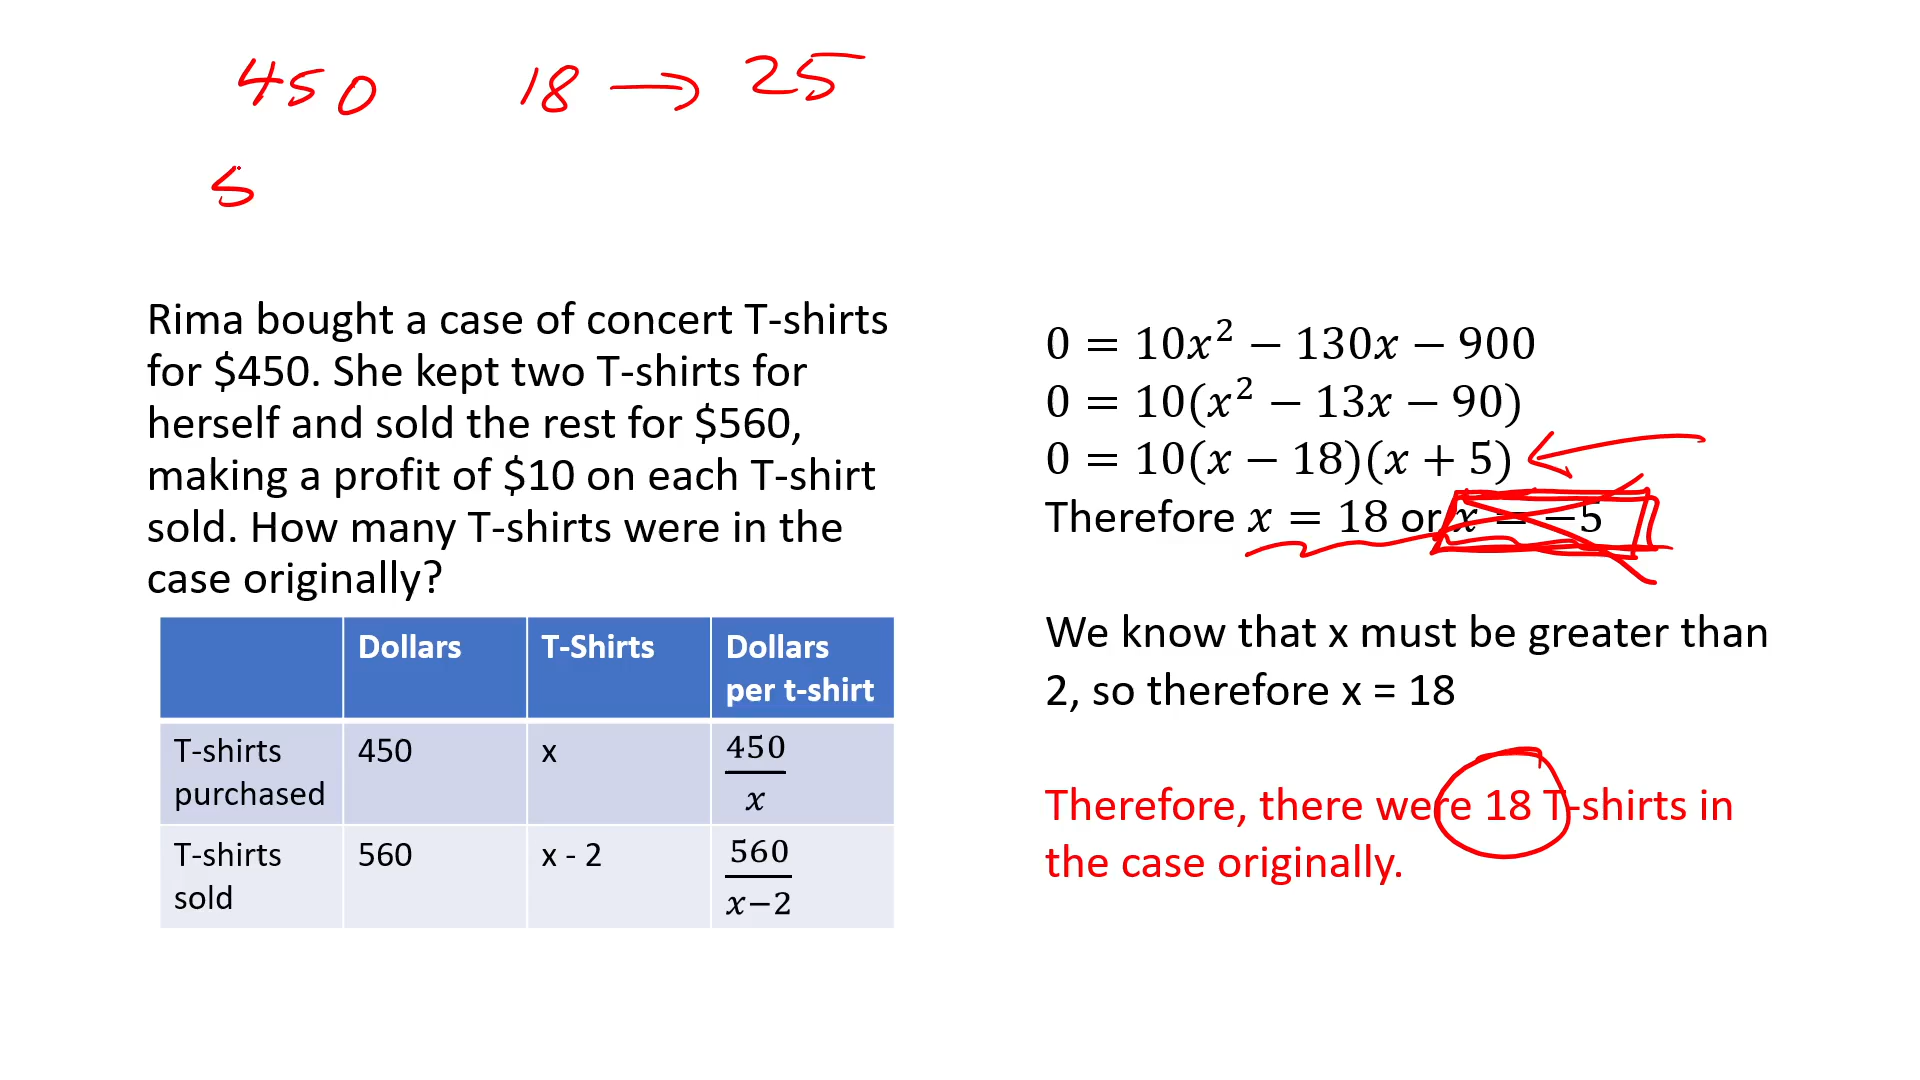 450 18 → 25
5
Rima bought a case of concert T-shirts
for $450. She kept two T-shirts for
herself and sold the rest for $560,
making a profit of $10 on each T-shirt
sold. How many T-shirts were in the
case originally?
Dollars T-Shirts Dollars per t-shirt
T-shirts purchased 450 x 450/x
T-shirts sold 560 x - 2 560/(x−2)
0 = 10x² − 130x − 900
0 = 10(x² − 13x − 90)
0 = 10(x − 18)(x + 5)
Therefore x = 18 or x = −5
We know that x must be greater than
2, so therefore x = 18
Therefore, there were 18 T-shirts in
the case originally.